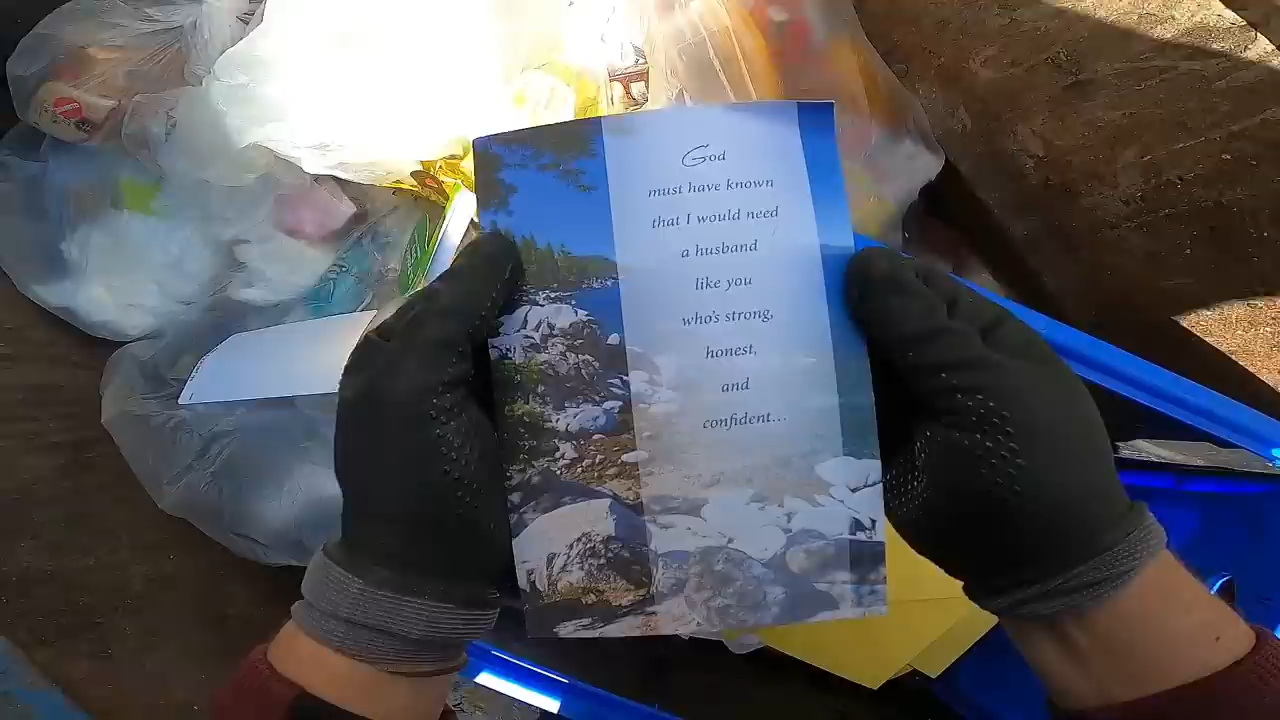 God
must have known
that I would need
a husband
like you
who's strong,
honest,
and
confident...